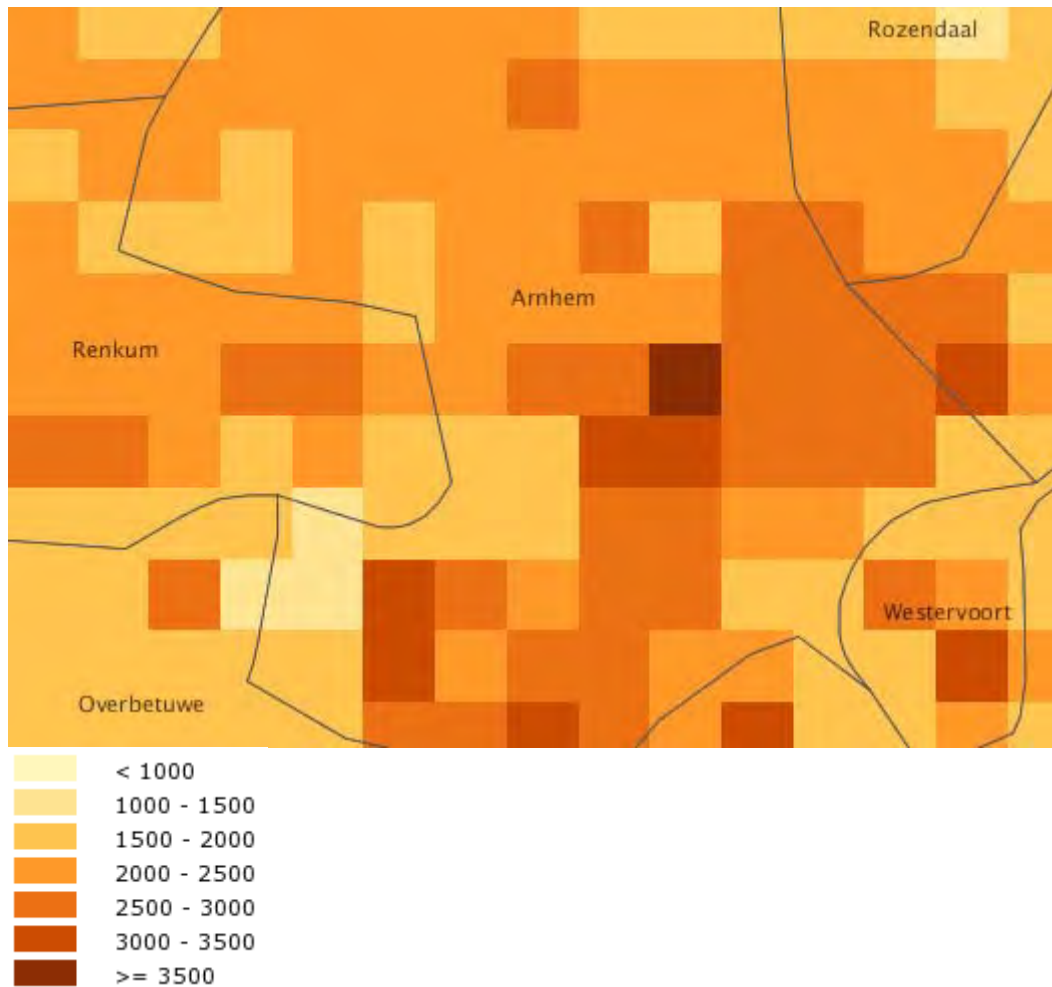 Rozendaal
Arnhem
Renkum
Westervoort
Overbetuwe
< 1000
1000 - 1500
1500 - 2000
2000 - 2500
2500 - 3000
3000 - 3500
>= 3500